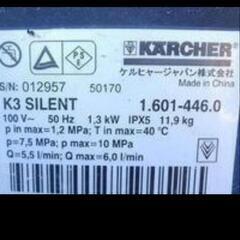 KÄRCHER
ケルヒャージャパン株式会社
Made in China
S/N: 012957 50170
K3 SILENT 1.601-446.0
100 V~ 50 Hz 1,3 kW IPX5 11,9 kg
p in max=1,2 MPa; T in max=40 °C
p=7,5 MPa; p max=10 MPa
Q=5,5 l/min; Q max=6,0 l/min